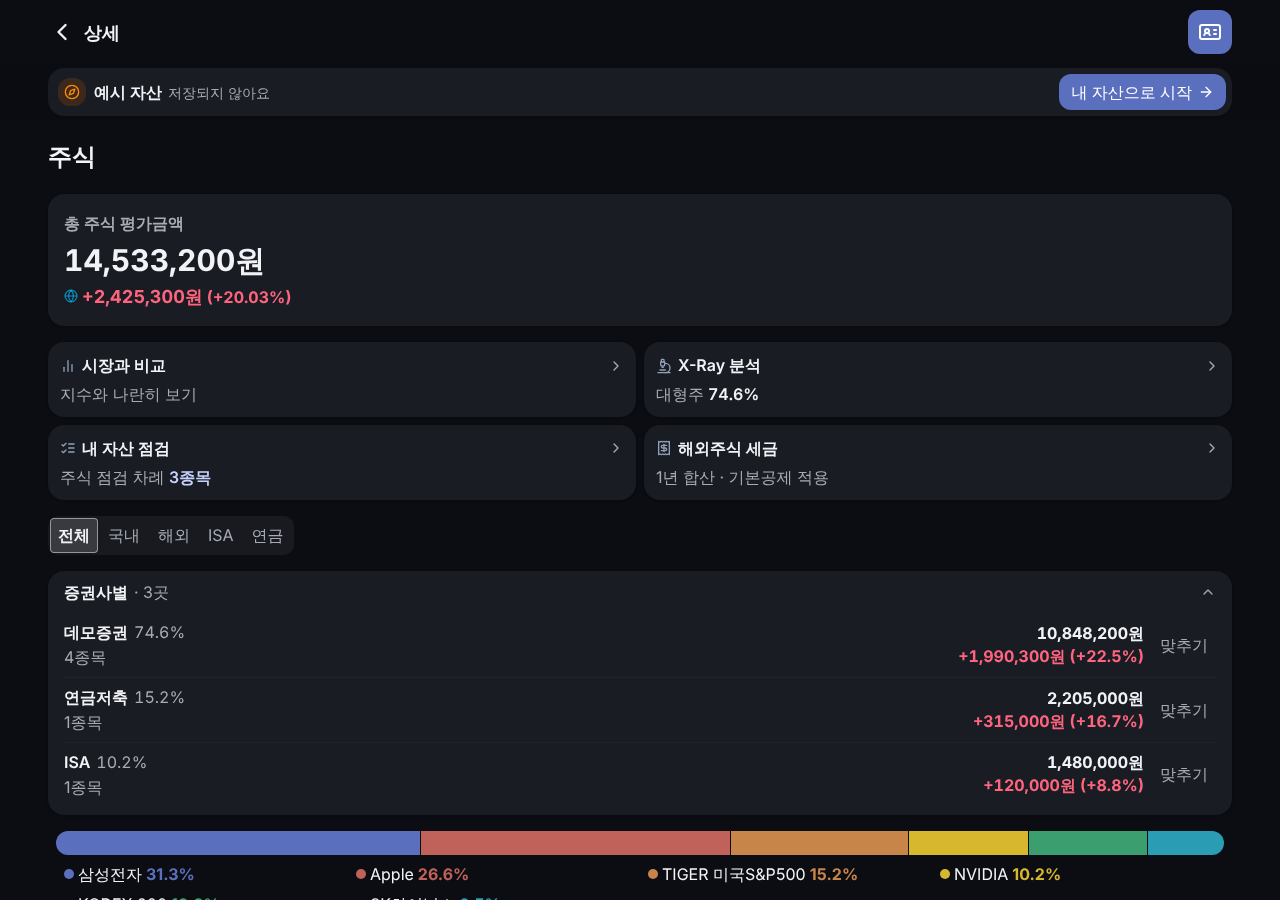 상세
예시 자산 저장되지 않아요
내 자산으로 시작 →
주식
총 주식 평가금액
14,533,200원
+2,425,300원 (+20.03%)
시장과 비교
지수와 나란히 보기
X-Ray 분석
대형주 74.6%
내 자산 점검
주식 점검 차례 3종목
해외주식 세금
1년 합산 · 기본공제 적용
전체 국내 해외 ISA 연금
증권사별 · 3곳
데모증권 74.6%
4종목
10,848,200원
+1,990,300원 (+22.5%)
맞추기
연금저축 15.2%
1종목
2,205,000원
+315,000원 (+16.7%)
맞추기
ISA 10.2%
1종목
1,480,000원
+120,000원 (+8.8%)
맞추기
삼성전자 31.3% Apple 26.6% TIGER 미국S&P500 15.2% NVIDIA 10.2%